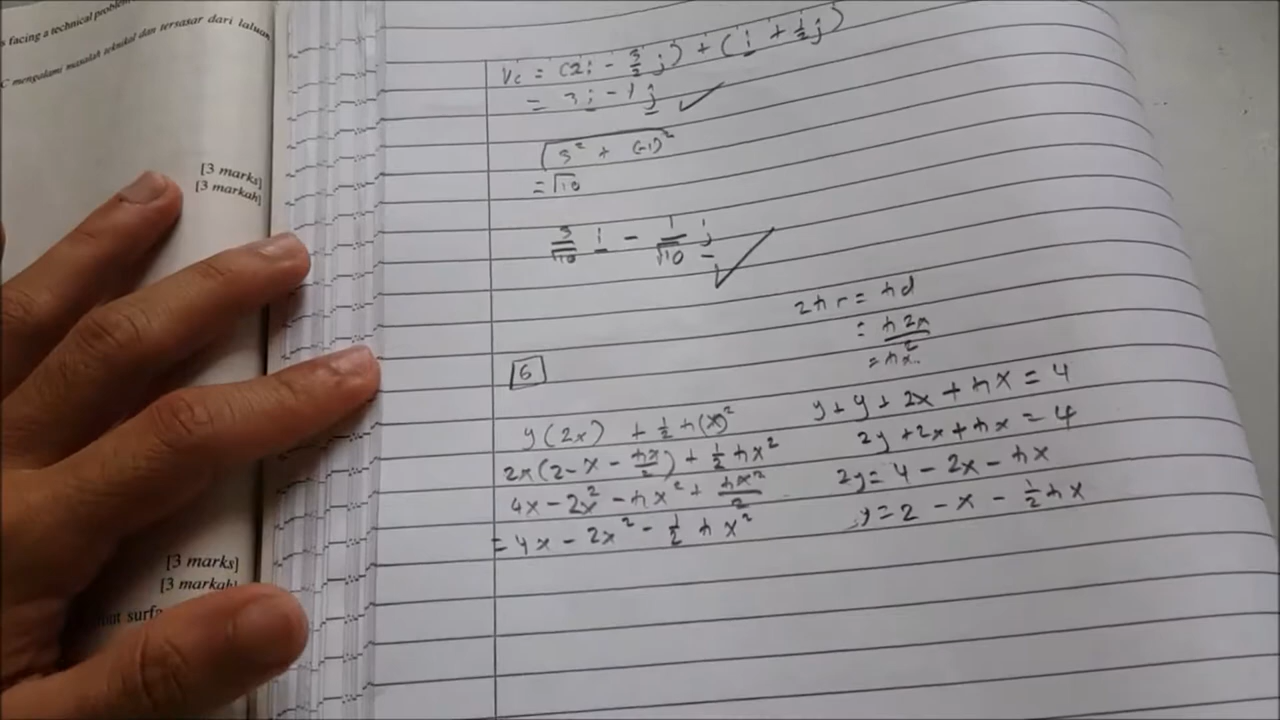 s facing a technical problem
C mengalami masalah teknikal dan tersasar dari laluan
[3 marks]
[3 markah]
[3 marks]
[3 markah]
surfa
Vc = (2i - 3/2 j) + (i + 1/2 j)
= 3i - 1j ✓
√3² + (-1)²
= √10
3/√10 i - 1/√10 j ✓
6
y(2x) + 1/2 π(x)²
2x(2 - x - πx/2) + 1/2 πx²
4x - 2x² - πx² + πx²/2
= 4x - 2x² - 1/2 πx²
2πr = πd
= π2x/2
= πx
y + y + 2x + πx = 4
2y + 2x + πx = 4
2y = 4 - 2x - πx
y = 2 - x - 1/2 πx